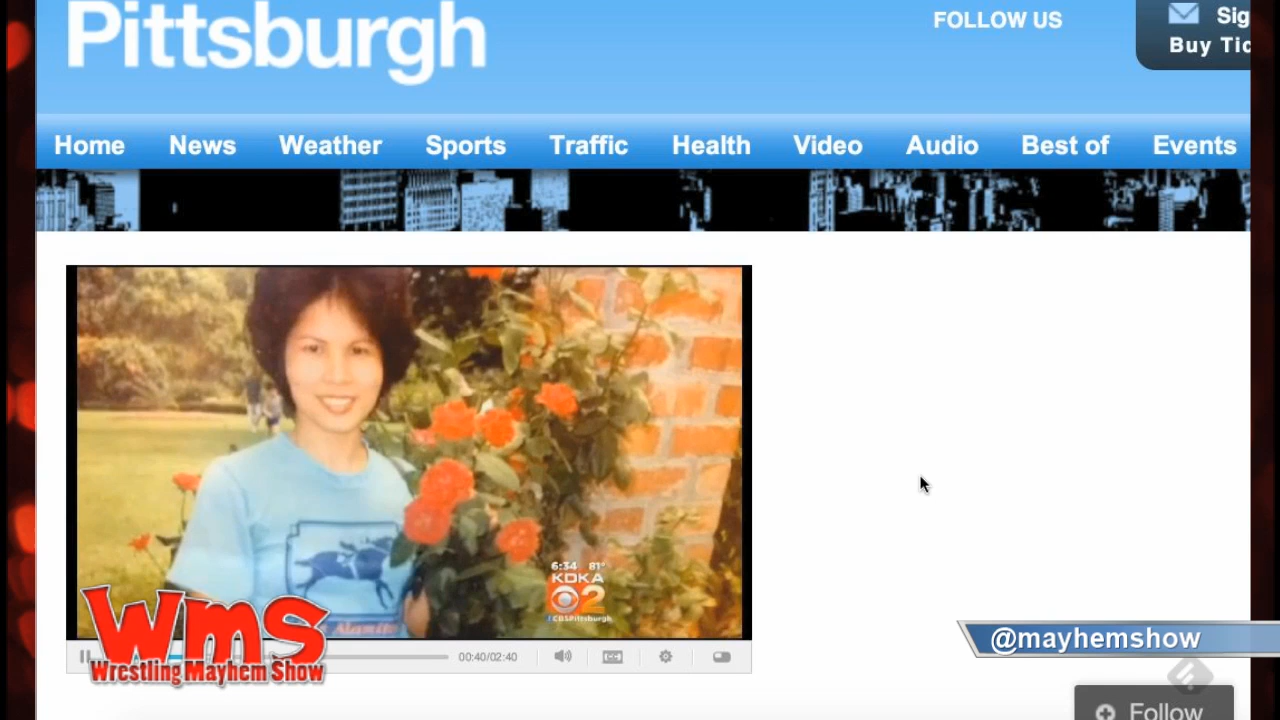 Pittsburgh
FOLLOW US
Sig
Buy Tic
Home News Weather Sports Traffic Health Video Audio Best of Events
6:34 81°
KDKA
2
CBSPittsburgh
wms
Wrestling Mayhem Show
00:40/02:40
CC
@mayhemshow
Follow